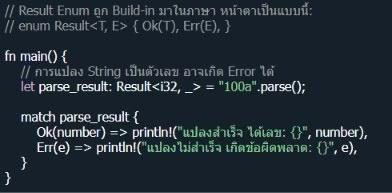 // Result Enum ถูก Build-in มาในภาษา หน้าตาเป็นแบบนี้:
// enum Result<T, E> { Ok(T), Err(E), }
fn main() {
// การแปลง String เป็นตัวเลข อาจเกิด Error ได้
let parse_result: Result<i32, _> = "100a".parse();
match parse_result {
Ok(number) => println!("แปลงสำเร็จ ได้เลข: {}", number),
Err(e) => println!("แปลงไม่สำเร็จ เกิดข้อผิดพลาด: {}", e),
}
}